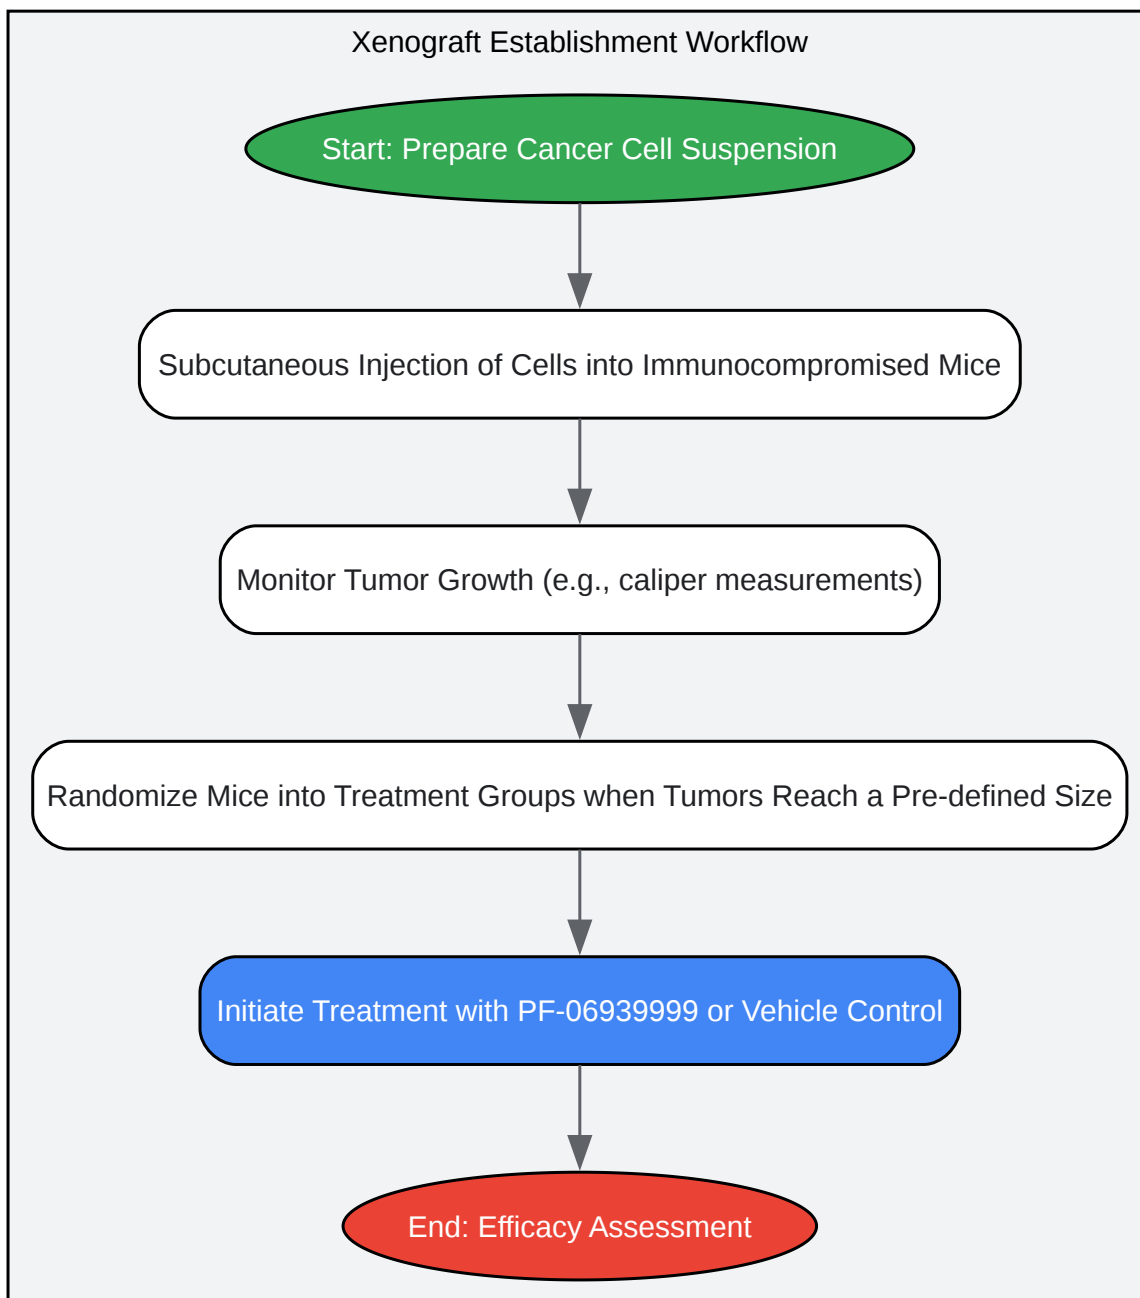 Xenograft Establishment Workflow
Start: Prepare Cancer Cell Suspension
Subcutaneous Injection of Cells into Immunocompromised Mice
Monitor Tumor Growth (e.g., caliper measurements)
Randomize Mice into Treatment Groups when Tumors Reach a Pre-defined Size
Initiate Treatment with PF-06939999 or Vehicle Control
End: Efficacy Assessment